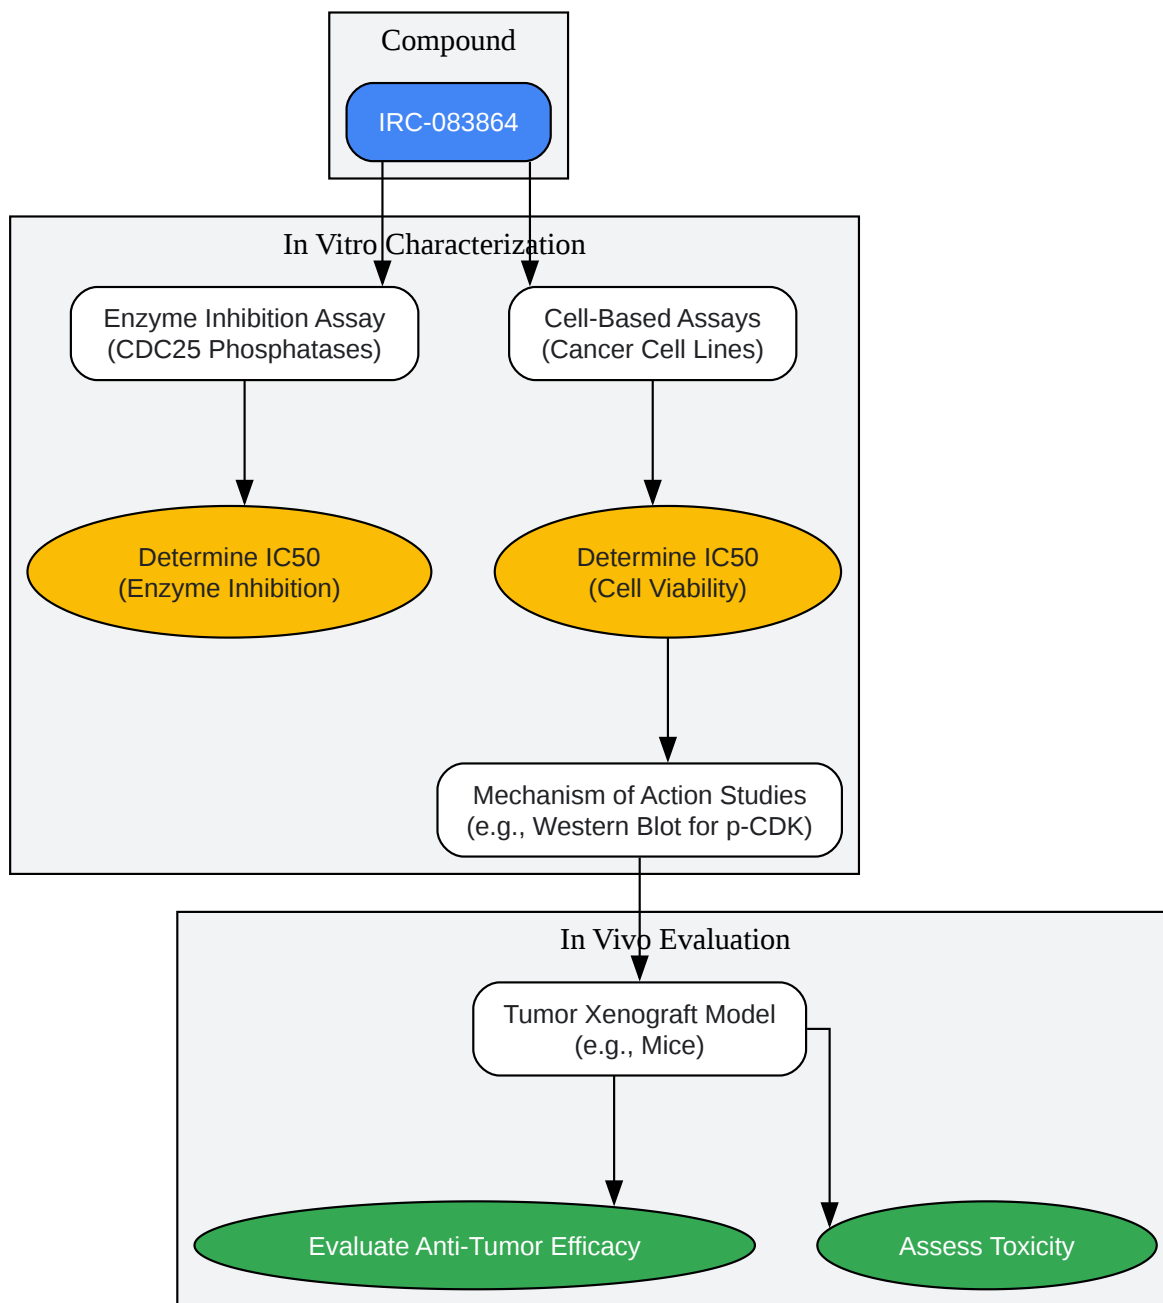 Compound
IRC-083864
In Vitro Characterization
Enzyme Inhibition Assay
(CDC25 Phosphatases)
Cell-Based Assays
(Cancer Cell Lines)
Determine IC50
(Enzyme Inhibition)
Determine IC50
(Cell Viability)
Mechanism of Action Studies
(e.g., Western Blot for p-CDK)
In Vivo Evaluation
Tumor Xenograft Model
(e.g., Mice)
Evaluate Anti-Tumor Efficacy
Assess Toxicity